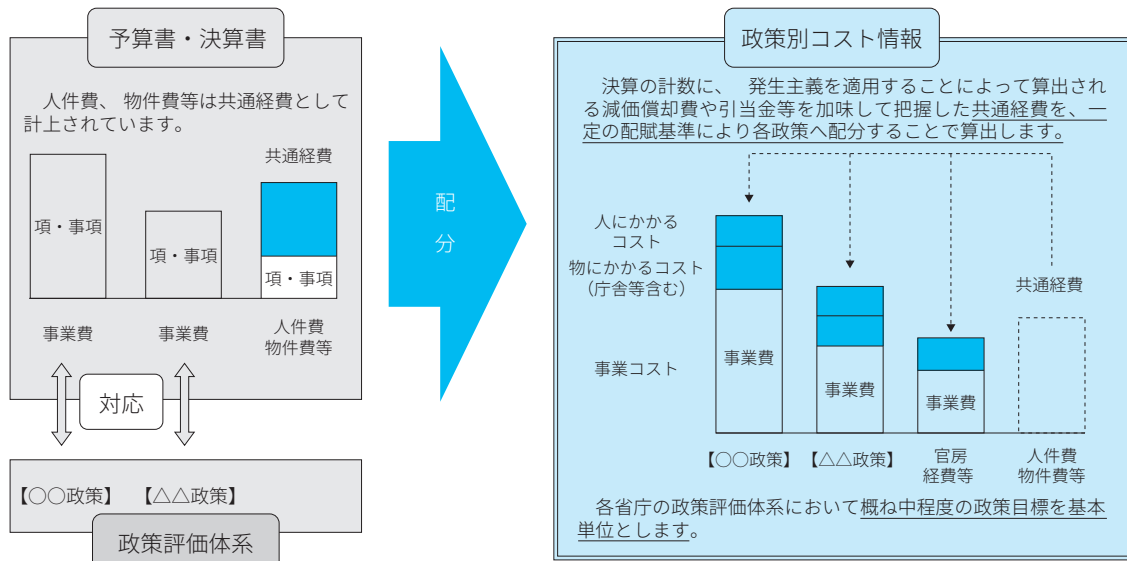 予算書・決算書
人件費、 物件費等は共通経費として
計上されています。
共通経費
項・事項
項・事項
項・事項
事業費
事業費
人件費
物件費等
対応
【○○政策】
【△△政策】
政策評価体系
配
分
政策別コスト情報
決算の計数に、 発生主義を適用することによって算出され
る減価償却費や引当金等を加味して把握した共通経費を、一
定の配賦基準により各政策へ配分することで算出します。
人にかかる
コスト
物にかかるコスト
（庁舎等含む）
事業コスト
共通経費
事業費
事業費
事業費
【○○政策】
【△△政策】
官房
経費等
人件費
物件費等
各省庁の政策評価体系において概ね中程度の政策目標を基本
単位とします。